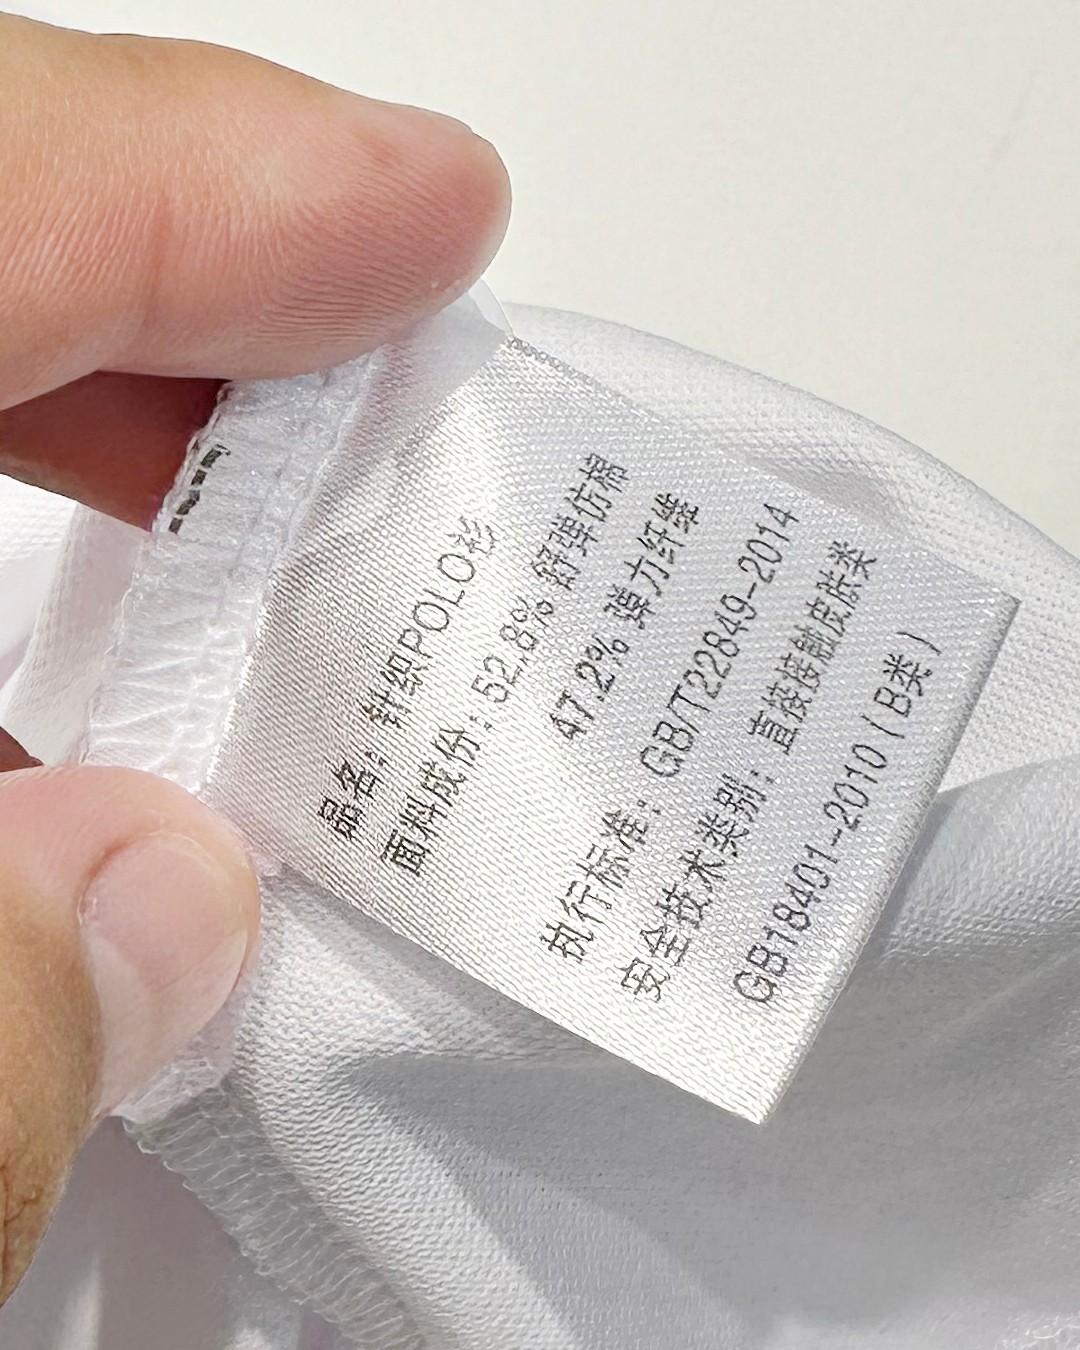 品名：针织POLO衫
面料成份：52.8% 舒弹仿棉
47.2% 弹力纤维
执行标准：GB/T22849-2014
安全技术类别：直接接触皮肤类
GB18401-2010（B类）